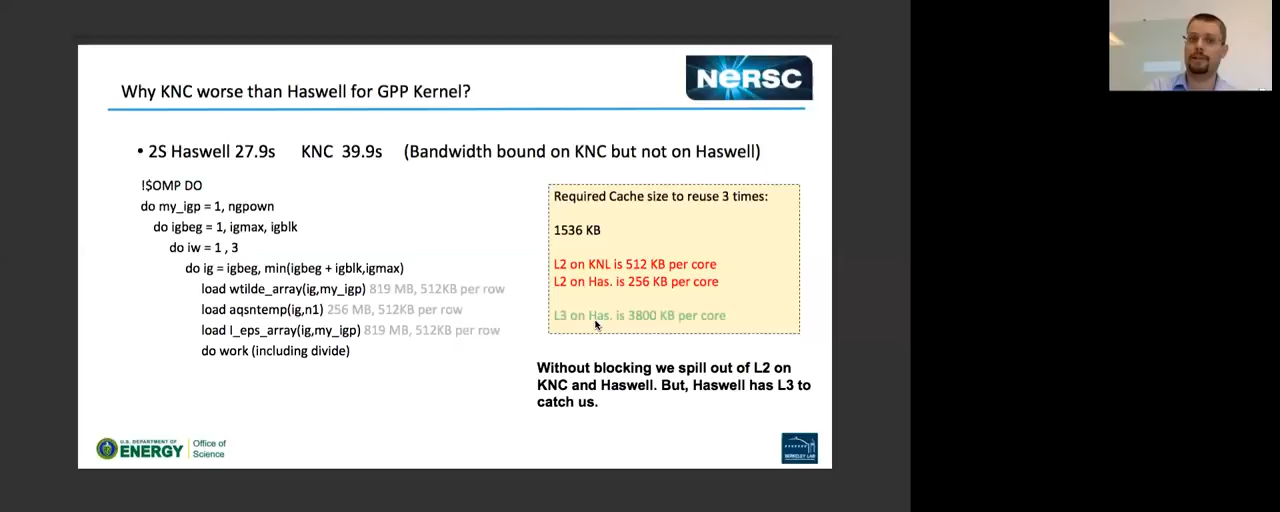 Why KNC worse than Haswell for GPP Kernel?
NERSC
• 2S Haswell 27.9s KNC 39.9s (Bandwidth bound on KNC but not on Haswell)
!$OMP DO
do my_igp = 1, ngpown
do igbeg = 1, igmax, igblk
do iw = 1 , 3
do ig = igbeg, min(igbeg + igblk,igmax)
load wtilde_array(ig,my_igp) 819 MB, 512KB per row
load aqsntemp(ig,n1) 256 MB, 512KB per row
load I_eps_array(ig,my_igp) 819 MB, 512KB per row
do work (including divide)
Required Cache size to reuse 3 times:
1536 KB
L2 on KNL is 512 KB per core
L2 on Has. is 256 KB per core
L3 on Has. is 3800 KB per core
Without blocking we spill out of L2 on
KNC and Haswell. But, Haswell has L3 to
catch us.
U.S. DEPARTMENT OF
ENERGY
Office of
Science
BERKELEY LAB